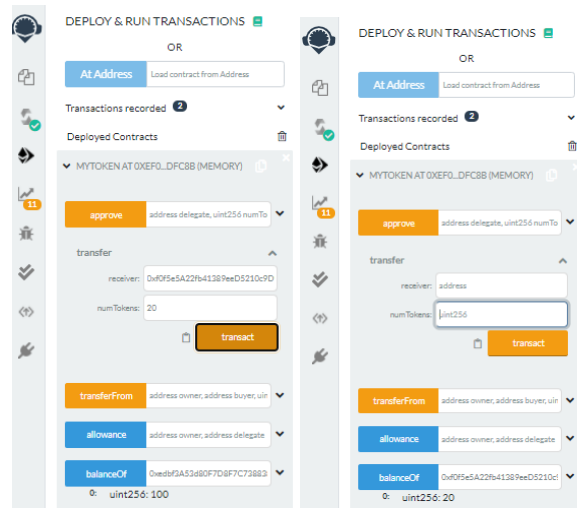 DEPLOY & RUN TRANSACTIONS
OR
At Address Load contract from Address
Transactions recorded 2
Deployed Contracts
MYTOKEN AT 0XEF0...DFC8B (MEMORY)
11
approve address delegate, uint256 numTo
transfer
receiver: 0xf0f5e5A22fb41389eeD5210c9D
numTokens: 20
transact
transferFrom address owner, address buyer, uin
allowance address owner, address delegate
balanceOf 0xedbf3A53d80F7D8F7C73883
0: uint256: 100
DEPLOY & RUN TRANSACTIONS
OR
At Address Load contract from Address
Transactions recorded 2
Deployed Contracts
MYTOKEN AT 0XEF0...DFC8B (MEMORY)
11
approve address delegate, uint256 numTo
transfer
receiver: address
numTokens: uint256
transact
transferFrom address owner, address buyer, uir
allowance address owner, address delegate
balanceOf 0xf0f5e5A22fb41389eeD5210c!
0: uint256: 20